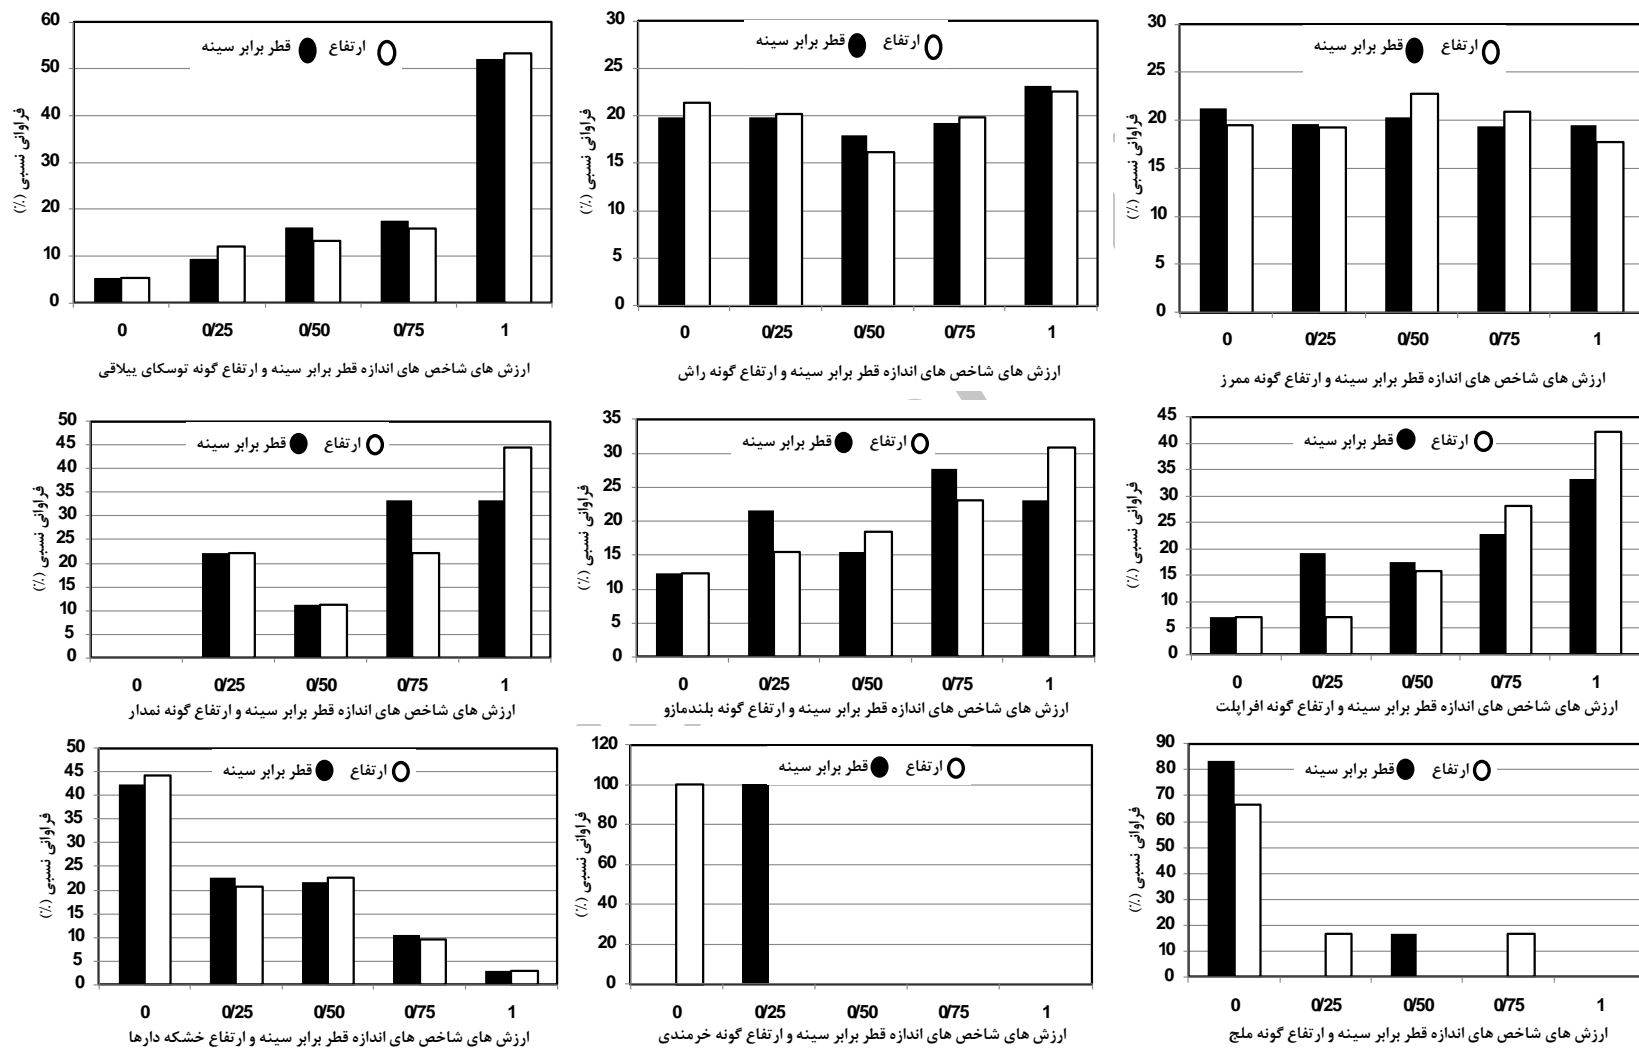 60
50
40
30
20
10
0
فراوانی نسبی (٪)
قطر برابر سینه ارتفاع
0 0/25 0/50 0/75 1
ارزش های شاخص های اندازه قطر برابر سینه و ارتفاع گونه توسکای ییلاقی
30
25
20
15
10
5
0
فراوانی نسبی (٪)
قطر برابر سینه ارتفاع
0 0/25 0/50 0/75 1
ارزش های شاخص های اندازه قطر برابر سینه و ارتفاع گونه راش
30
25
20
15
10
5
0
فراوانی نسبی (٪)
قطر برابر سینه ارتفاع
0 0/25 0/50 0/75 1
ارزش های شاخص های اندازه قطر برابر سینه و ارتفاع گونه ممرز
50
45
40
35
30
25
20
15
10
5
0
فراوانی نسبی (٪)
قطر برابر سینه ارتفاع
0 0/25 0/50 0/75 1
ارزش های شاخص های اندازه قطر برابر سینه و ارتفاع گونه نمدار
35
30
25
20
15
10
5
0
فراوانی نسبی (٪)
قطر برابر سینه ارتفاع
0 0/25 0/50 0/75 1
ارزش های شاخص های اندازه قطر برابر سینه و ارتفاع گونه بلندمازو
45
40
35
30
25
20
15
10
5
0
فراوانی نسبی (٪)
قطر برابر سینه ارتفاع
0 0/25 0/50 0/75 1
ارزش های شاخص های اندازه قطر برابر سینه و ارتفاع گونه افراپلت
50
45
40
35
30
25
20
15
10
5
0
فراوانی نسبی (٪)
قطر برابر سینه ارتفاع
0 0/25 0/50 0/75 1
ارزش های شاخص های اندازه قطر برابر سینه و ارتفاع خشکه دارها
120
100
80
60
40
20
0
فراوانی نسبی (٪)
قطر برابر سینه ارتفاع
0 0/25 0/50 0/75 1
ارزش های شاخص های اندازه قطر برابر سینه و ارتفاع گونه خرمندی
90
80
70
60
50
40
30
20
10
0
فراوانی نسبی (٪)
قطر برابر سینه ارتفاع
0 0/25 0/50 0/75 1
ارزش های شاخص های اندازه قطر برابر سینه و ارتفاع گونه ملج